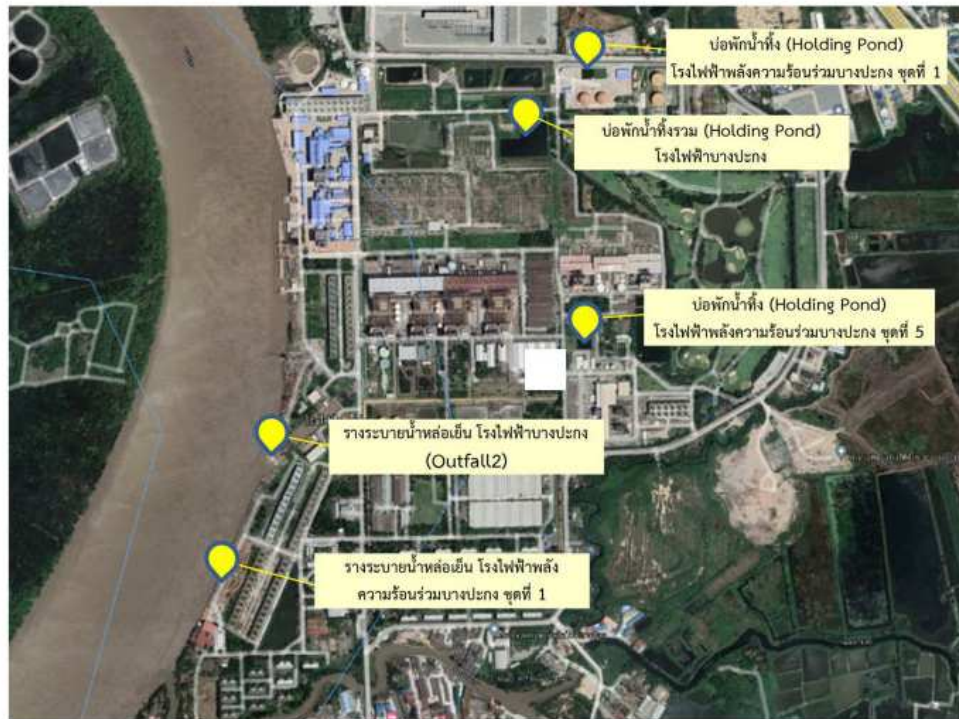 บ่อพักน้ำทิ้ง (Holding Pond)
โรงไฟฟ้าพลังความร้อนร่วมบางปะกง ชุดที่ 1
บ่อพักน้ำทิ้งรวม (Holding Pond)
โรงไฟฟ้าบางปะกง
บ่อพักน้ำทิ้ง (Holding Pond)
โรงไฟฟ้าพลังความร้อนร่วมบางปะกง ชุดที่ 5
รางระบายน้ำหล่อเย็น โรงไฟฟ้าบางปะกง
(Outfall2)
รางระบายน้ำหล่อเย็น โรงไฟฟ้าพลัง
ความร้อนร่วมบางปะกง ชุดที่ 1